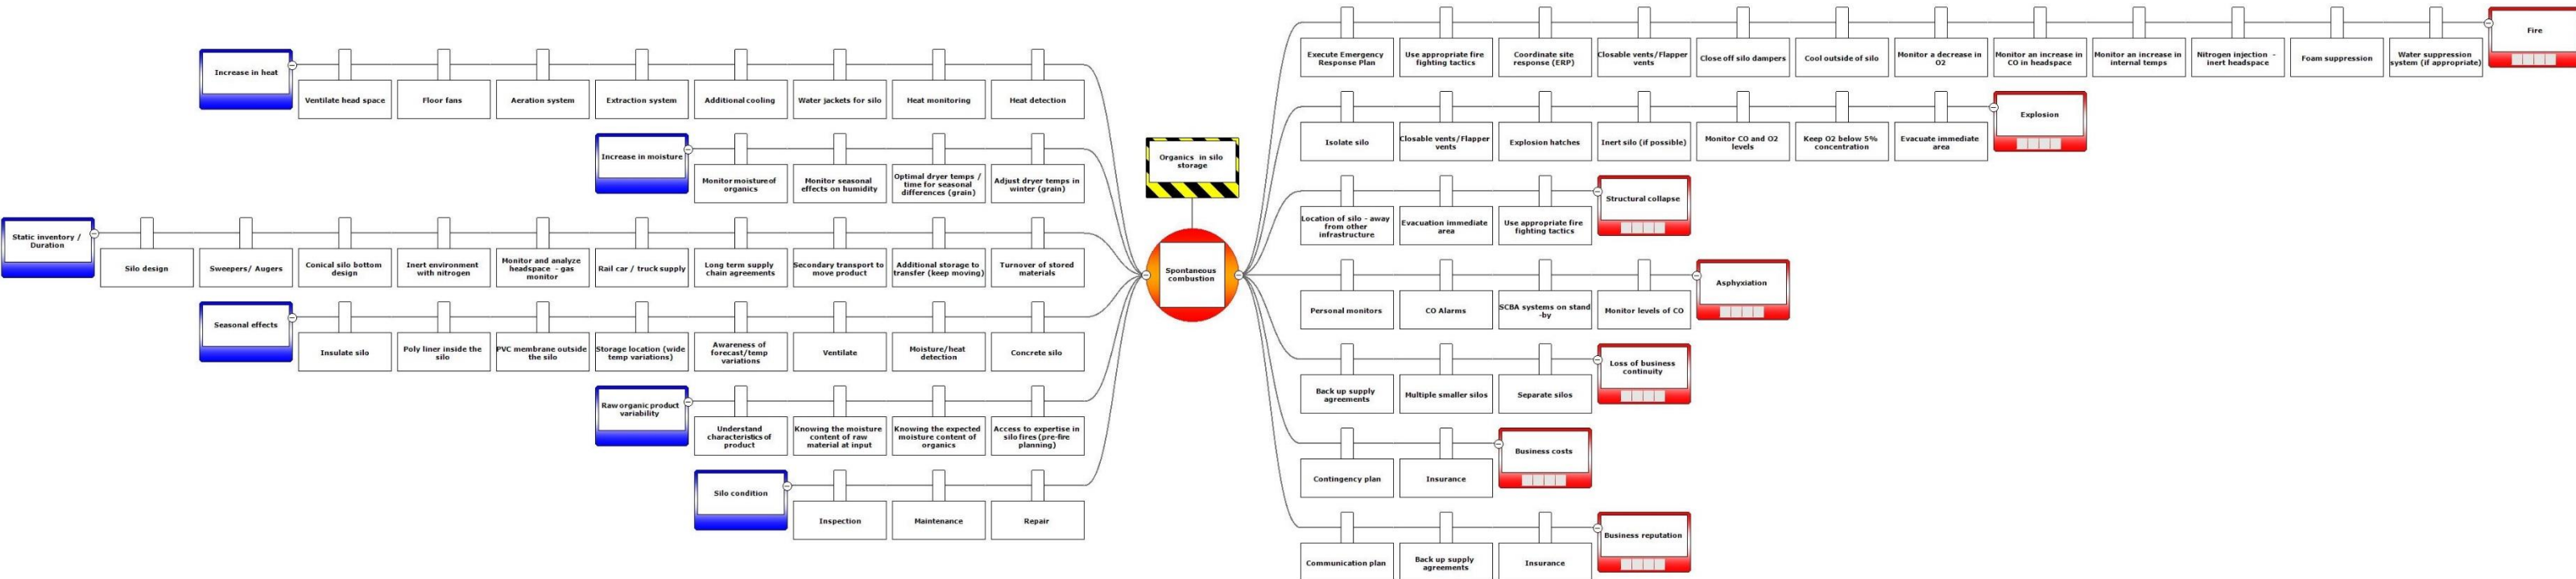 Increase in heat
Ventilate head space
Floor fans
Aeration system
Extraction system
Additional cooling
Water jackets for silo
Heat monitoring
Heat detection
Increase in moisture
Monitor moisture of
organics
Monitor seasonal
effects on humidity
Optimal dryer temps /
time for seasonal
differences (grain)
Adjust dryer temps in
winter (grain)
Static inventory /
Duration
Silo design
Sweepers/ Augers
Conical silo bottom
design
Inert environment
with nitrogen
Monitor and analyze
headspace - gas
monitor
Rail car / truck supply
Long term supply
chain agreements
Secondary transport to
move product
Additional storage to
transfer (keep moving)
Turnover of stored
materials
Seasonal effects
Insulate silo
Poly liner inside the
silo
PVC membrane outside
the silo
Storage location (wide
temp variations)
Awareness of
forecast/temp
variations
Ventilate
Moisture/heat
detection
Concrete silo
Raw organic product
variability
Understand
characteristics of
product
Knowing the moisture
content of raw
material at input
Knowing the expected
moisture content of
organics
Access to expertise in
silo fires (pre-fire
planning)
Silo condition
Inspection
Maintenance
Repair
Organics in silo
storage
Spontaneous
combustion
Execute Emergency
Response Plan
Use appropriate fire
fighting tactics
Coordinate site
response (ERP)
Closable vents/Flapper
vents
Close off silo dampers
Cool outside of silo
Monitor a decrease in
O2
Monitor an increase in
CO in headspace
Monitor an increase in
internal temps
Nitrogen injection -
inert headspace
Foam suppression
Water suppression
system (if appropriate)
Fire
Isolate silo
Closable vents/Flapper
vents
Explosion hatches
Inert silo (if possible)
Monitor CO and O2
levels
Keep O2 below 5%
concentration
Evacuate immediate
area
Explosion
Location of silo - away
from other
infrastructure
Evacuation immediate
area
Use appropriate fire
fighting tactics
Structural collapse
Personal monitors
CO Alarms
SCBA systems on stand
-by
Monitor levels of CO
Asphyxiation
Back up supply
agreements
Multiple smaller silos
Separate silos
Loss of business
continuity
Contingency plan
Insurance
Business costs
Communication plan
Back up supply
agreements
Insurance
Business reputation